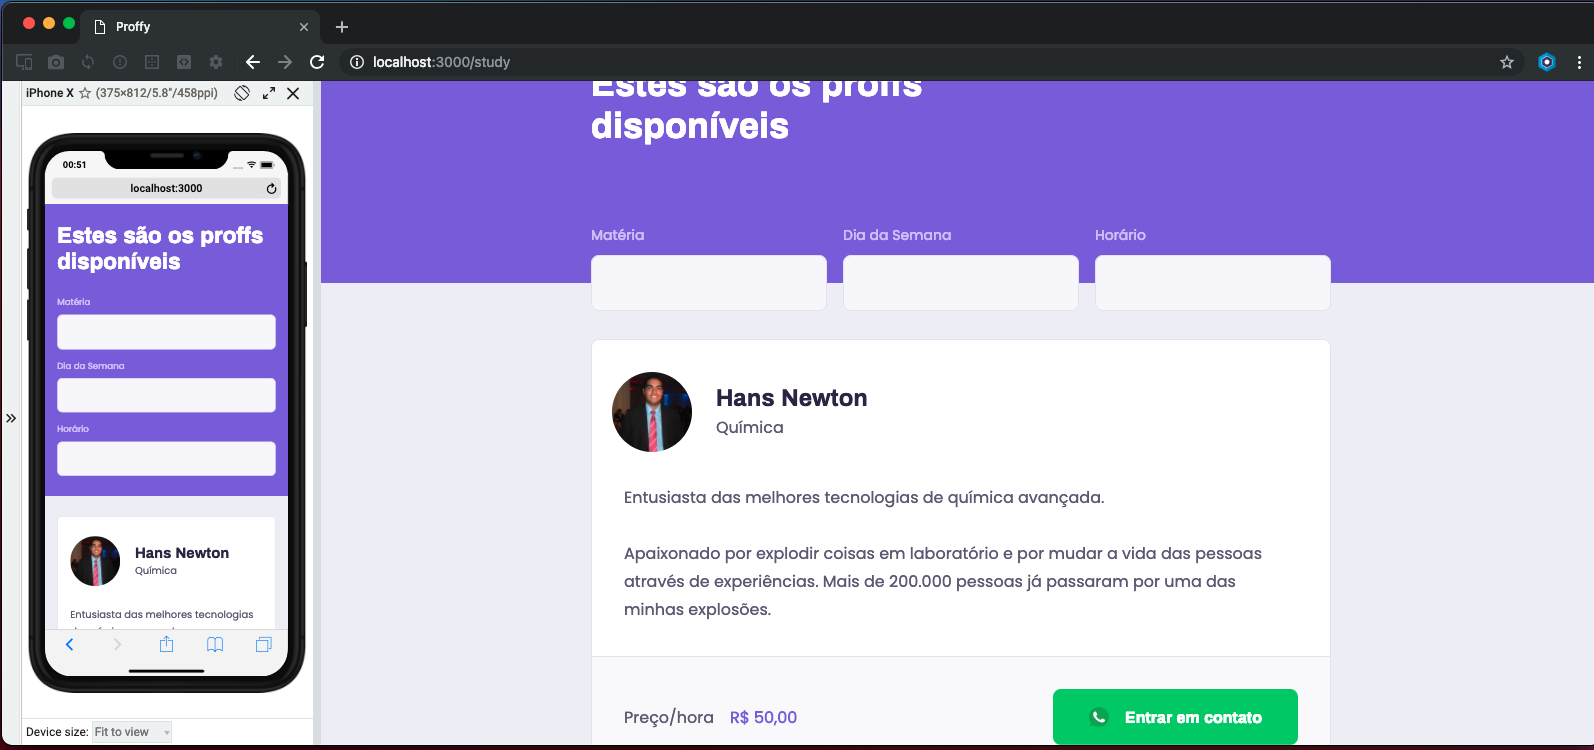 Proffy
localhost:3000/study
iPhone X (375×812/5.8"/458ppi)
00:51
localhost:3000
Estes são os proffs
disponíveis
Matéria
Dia da Semana
Horário
Hans Newton
Química
Entusiasta das melhores tecnologias
Device size: Fit to view
Estes são os proffs
disponíveis
Matéria Dia da Semana Horário
Hans Newton
Química
Entusiasta das melhores tecnologias de química avançada.
Apaixonado por explodir coisas em laboratório e por mudar a vida das pessoas
através de experiências. Mais de 200.000 pessoas já passaram por uma das
minhas explosões.
Preço/hora R$ 50,00 Entrar em contato